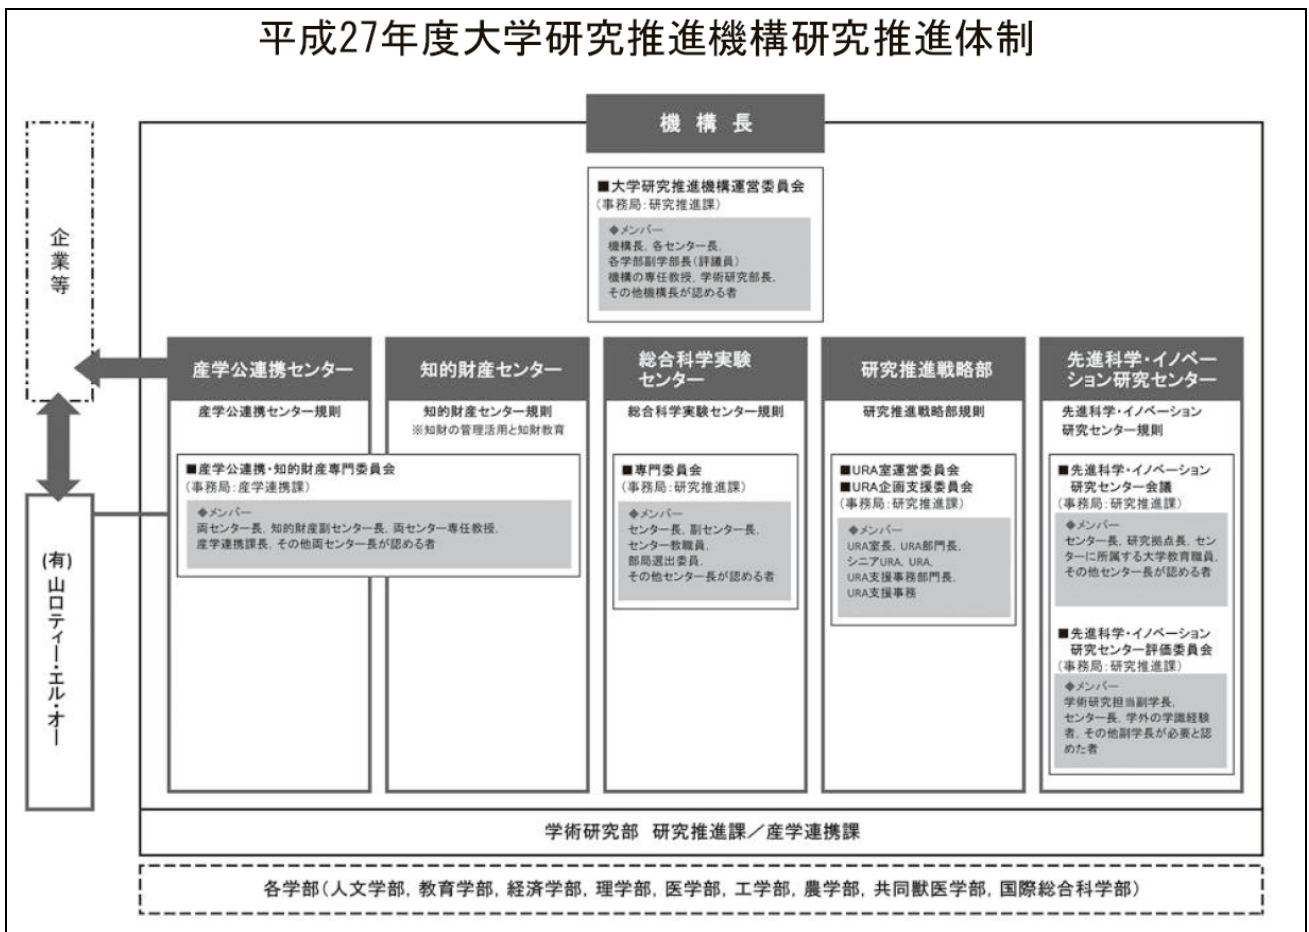 平成27年度大学研究推進機構研究推進体制
機 構 長
■大学研究推進機構運営委員会
(事務局:研究推進課)
◆メンバー
機構長, 各センター長,
各学部副学部長(評議員)
機構の専任教授, 学術研究部長,
その他機構長が認める者
企業等
(有)山口ティー・エル・オー
産学公連携センター
産学公連携センター規則
知的財産センター
知的財産センター規則
※知財の管理活用と知財教育
■産学公連携・知的財産専門委員会
(事務局:産学連携課)
◆メンバー
両センター長, 知的財産副センター長, 両センター専任教授,
産学連携課長, その他両センター長が認める者
総合科学実験
センター
総合科学実験センター規則
■専門委員会
(事務局:研究推進課)
◆メンバー
センター長, 副センター長,
センター教職員,
部局選出委員,
その他センター長が認める者
研究推進戦略部
研究推進戦略部規則
■URA室運営委員会
■URA企画支援委員会
(事務局:研究推進課)
◆メンバー
URA室長, URA部門長,
シニアURA, URA,
URA支援事務部門長,
URA支援事務
先進科学・イノベー
ション研究センター
先進科学・イノベーション
研究センター規則
■先進科学・イノベーション
研究センター会議
(事務局:研究推進課)
◆メンバー
センター長, 研究拠点長, セン
ターに所属する大学教育職員,
その他センター長が認める者
■先進科学・イノベーション
研究センター評価委員会
(事務局:研究推進課)
◆メンバー
学術研究担当副学長,
センター長, 学外の学識経験
者, その他副学長が必要と認
めた者
学術研究部 研究推進課/産学連携課
各学部(人文学部, 教育学部, 経済学部, 理学部, 医学部, 工学部, 農学部, 共同獣医学部, 国際総合科学部)